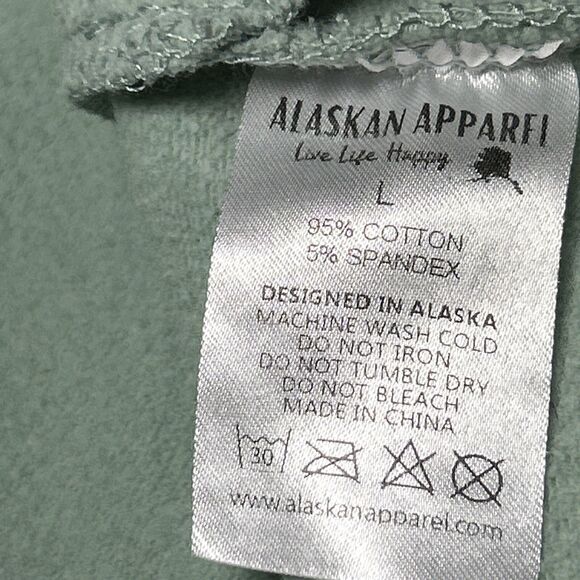 ALASKAN APPAREL
Live Life Happy
L
95% COTTON
5% SPANDEX
DESIGNED IN ALASKA
MACHINE WASH COLD
DO NOT IRON
DO NOT TUMBLE DRY
DO NOT BLEACH
MADE IN CHINA
30
www.alaskanapparel.com